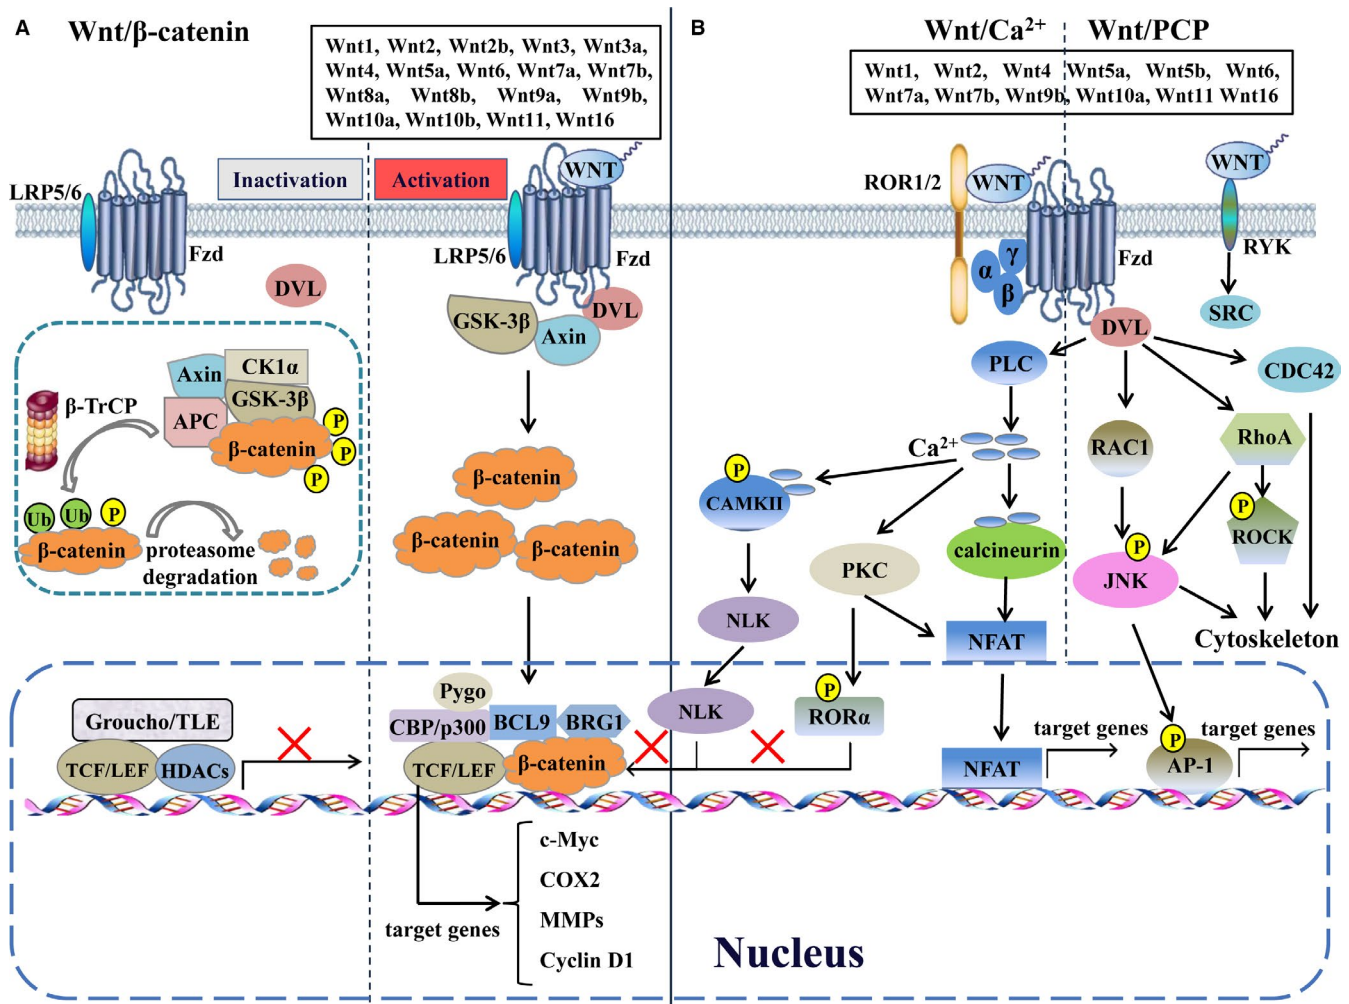 A
Wnt/β-catenin
Wnt1, Wnt2, Wnt2b, Wnt3, Wnt3a,
Wnt4, Wnt5a, Wnt6, Wnt7a, Wnt7b,
Wnt8a, Wnt8b, Wnt9a, Wnt9b,
Wnt10a, Wnt10b, Wnt11, Wnt16
Inactivation
Activation
LRP5/6
Fzd
DVL
WNT
LRP5/6
Fzd
DVL
GSK-3β
Axin
Axin
CK1α
GSK-3β
APC
β-catenin
P
P
P
β-TrCP
Ub
Ub
P
β-catenin
proteasome
degradation
β-catenin
β-catenin
β-catenin
Groucho/TLE
TCF/LEF
HDACs
Pygo
CBP/p300
BCL9
BRG1
TCF/LEF
β-catenin
target genes
c-Myc
COX2
MMPs
Cyclin D1
B
Wnt/Ca²⁺
Wnt/PCP
Wnt1, Wnt2, Wnt4 Wnt5a, Wnt5b, Wnt6,
Wnt7a, Wnt7b, Wnt9b, Wnt10a, Wnt11 Wnt16
ROR1/2
WNT
α
γ
β
Fzd
WNT
RYK
SRC
DVL
PLC
CDC42
Ca²⁺
RAC1
RhoA
P
CAMKII
calcineurin
P
ROCK
PKC
P
JNK
NLK
NFAT
Cytoskeleton
NLK
P
RORα
NFAT
target genes
P
AP-1
target genes
Nucleus